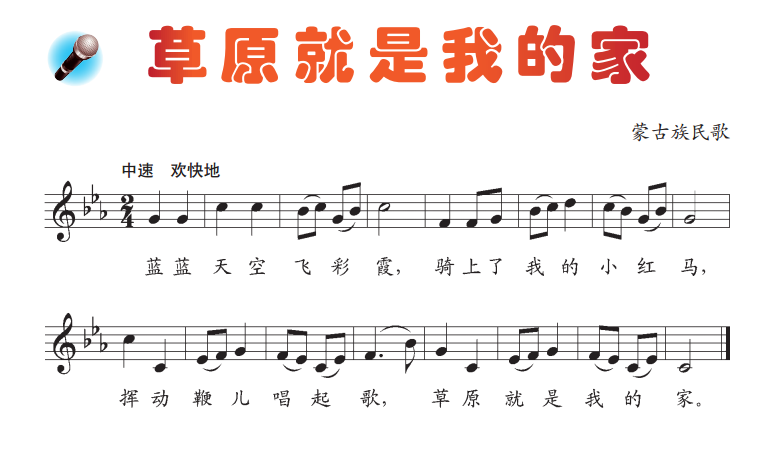 草原就是我的家
蒙古族民歌
中速 欢快地
2
4
蓝蓝 天空 飞彩霞, 骑上了 我的小红马,
挥动 鞭儿唱起歌, 草原就是我的家。